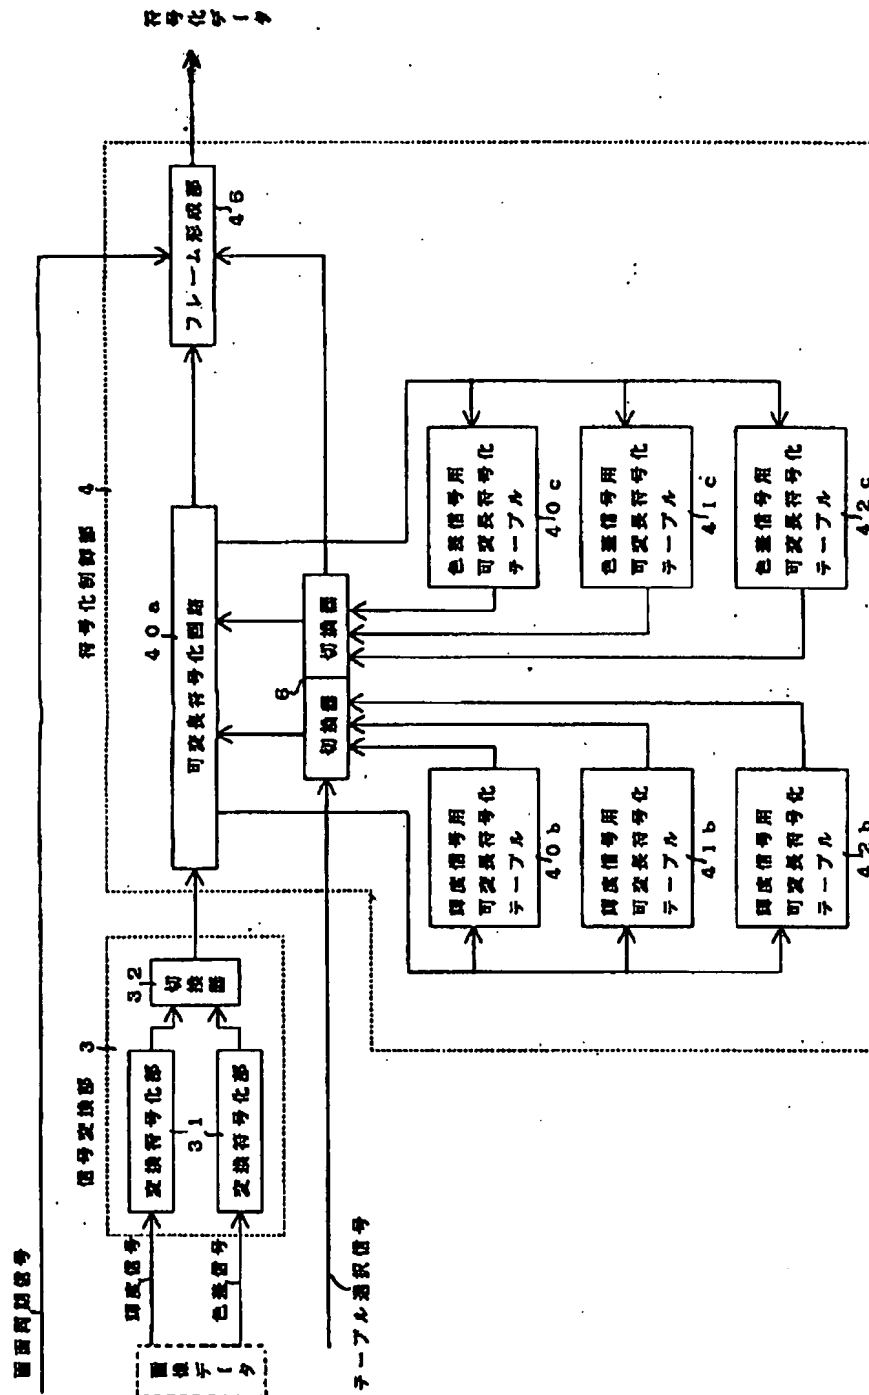 画面同期信号
画像データ
輝度信号
色差信号
テーブル選択信号
信号変換部 3
変換符号化部
変換符号化部
31
切換器
32
符号化制御部 4
可変長符号化回路
40a
切換器
切換器
6
フレーム形成部
46
符号化データ
輝度信号用
可変長符号化
テーブル
40b
輝度信号用
可変長符号化
テーブル
41b
輝度信号用
可変長符号化
テーブル
42b
色差信号用
可変長符号化
テーブル
40c
色差信号用
可変長符号化
テーブル
41c
色差信号用
可変長符号化
テーブル
42c